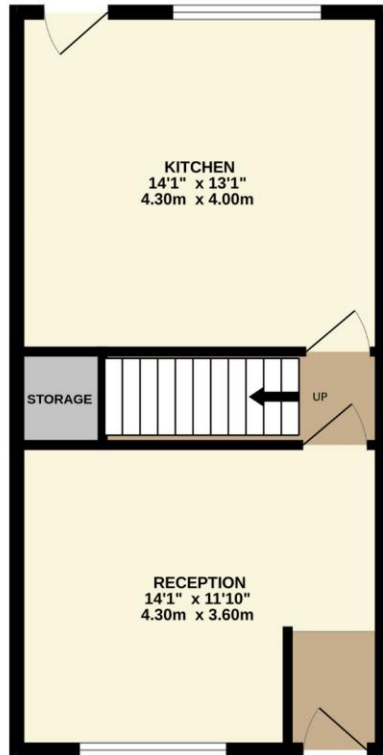 KITCHEN
14'1" x 13'1"
4.30m x 4.00m
STORAGE
UP
RECEPTION
14'1" x 11'10"
4.30m x 3.60m